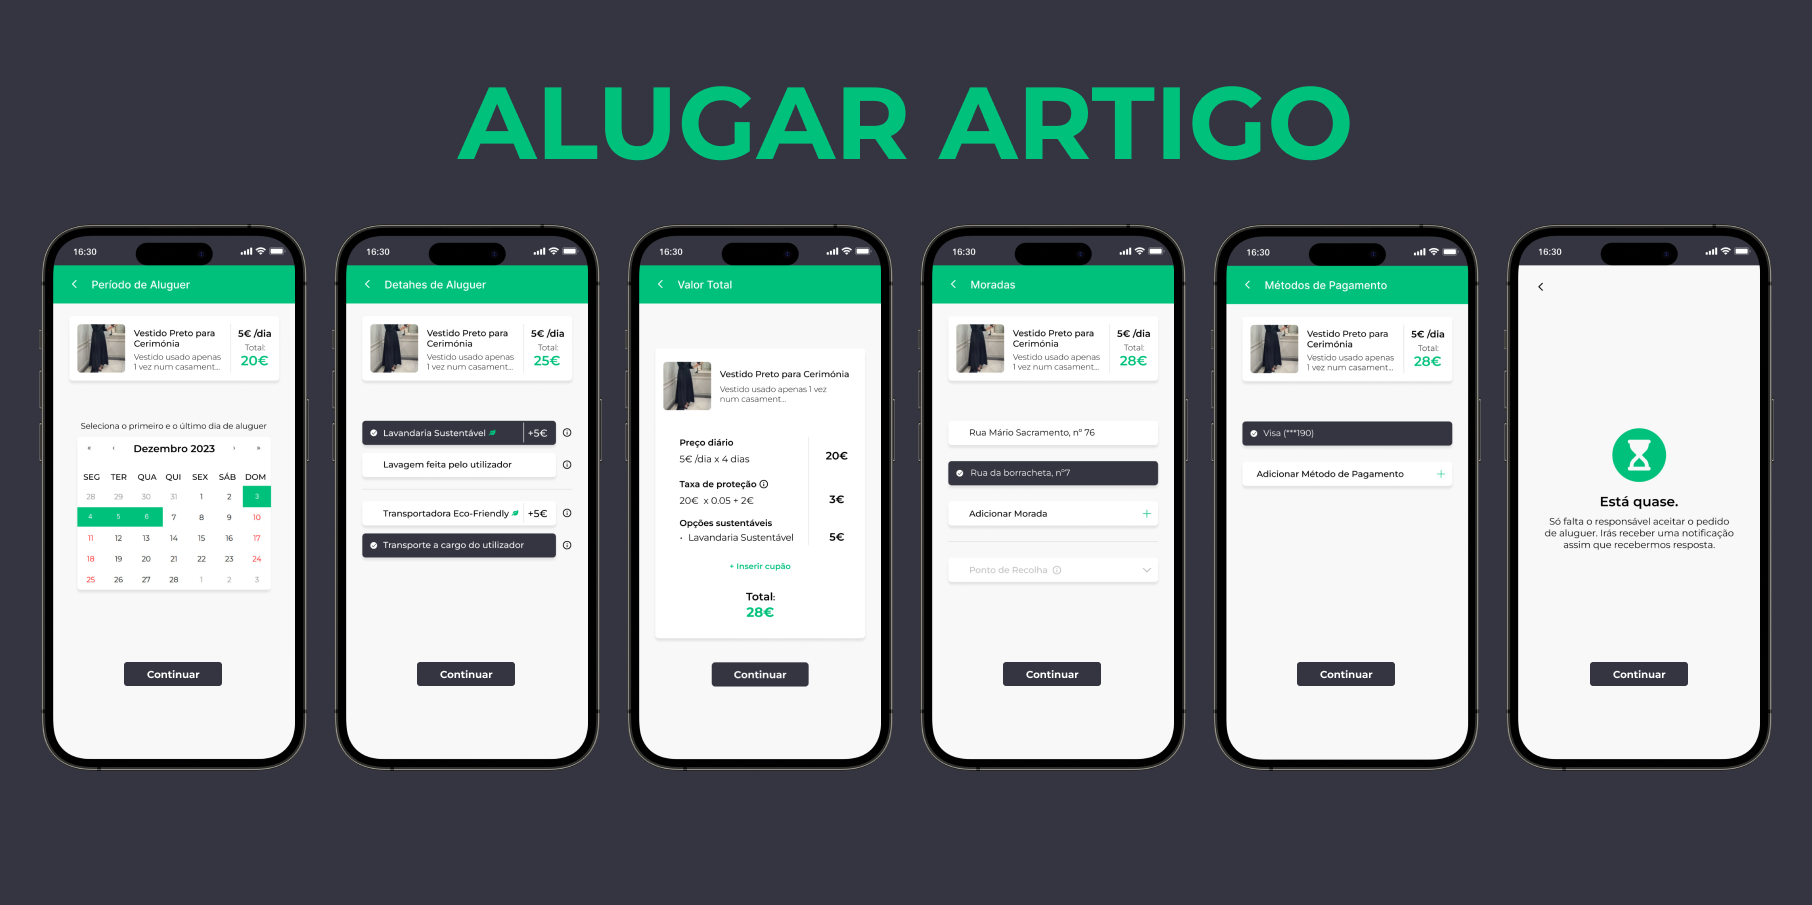 ALUGAR ARTIGO
16:30
Período de Aluguer
Vestido Preto para
Cerimónia
Vestido usado apenas
1 vez num casament...
5€ /dia
Total:
20€
Seleciona o primeiro e o último dia de aluguer
« ‹ Dezembro 2023 › »
SEG TER QUA QUI SEX SÁB DOM
28 29 30 31 1 2 3
4 5 6 7 8 9 10
11 12 13 14 15 16 17
18 19 20 21 22 23 24
25 26 27 28 1 2 3
Continuar
16:30
Detahes de Aluguer
Vestido Preto para
Cerimónia
Vestido usado apenas
1 vez num casament...
5€ /dia
Total:
25€
Lavandaria Sustentável +5€
Lavagem feita pelo utilizador
Transportadora Eco-Friendly +5€
Transporte a cargo do utilizador
Continuar
16:30
Valor Total
Vestido Preto para Cerimónia
Vestido usado apenas 1 vez
num casament...
Preço diário
5€ /dia x 4 dias 20€
Taxa de proteção
20€ x 0.05 + 2€ 3€
Opções sustentáveis
• Lavandaria Sustentável 5€
+ Inserir cupão
Total:
28€
Continuar
16:30
Moradas
Vestido Preto para
Cerimónia
Vestido usado apenas
1 vez num casament...
5€ /dia
Total:
28€
Rua Mário Sacramento, nº 76
Rua da borracheta, nº7
Adicionar Morada +
Ponto de Recolha
Continuar
16:30
Métodos de Pagamento
Vestido Preto para
Cerimónia
Vestido usado apenas
1 vez num casament...
5€ /dia
Total:
28€
Visa (***190)
Adicionar Método de Pagamento +
Continuar
16:30
Está quase.
Só falta o responsável aceitar o pedido
de aluguer. Irás receber uma notificação
assim que recebermos resposta.
Continuar